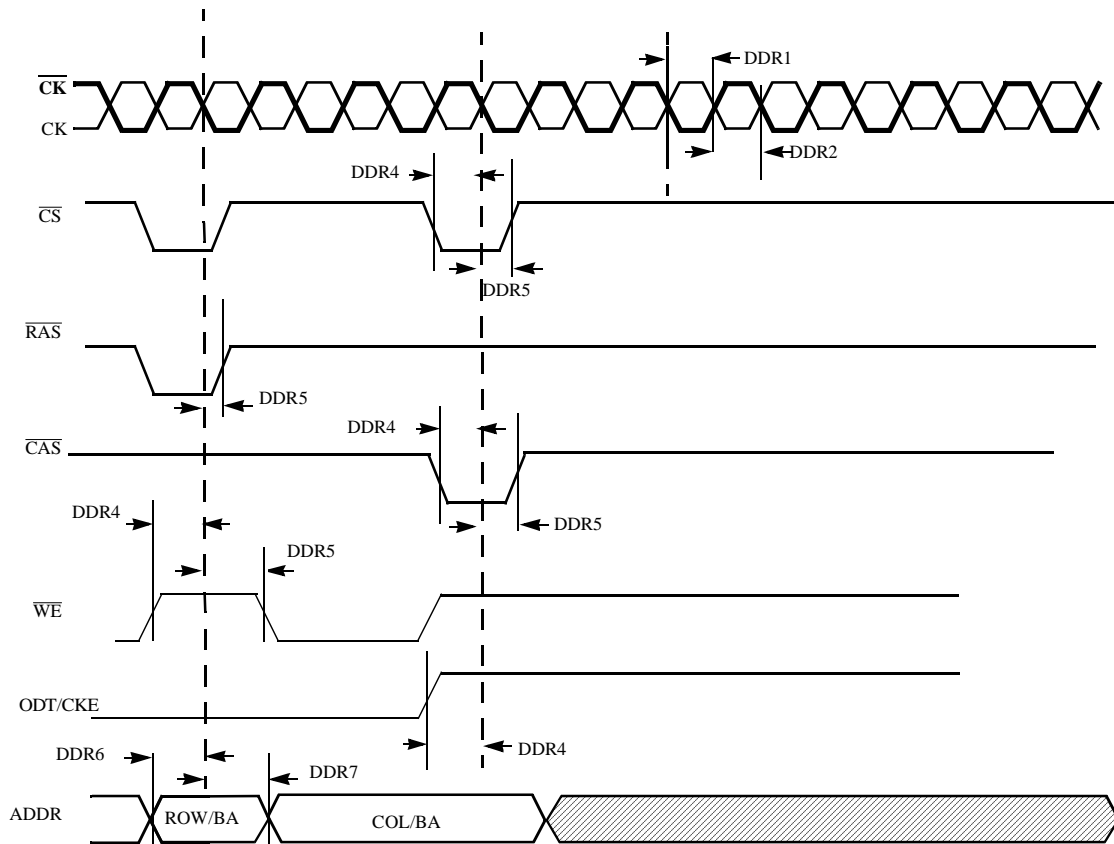 DDR1
CK
CK
DDR2
DDR4
CS
DDR5
RAS
DDR5
DDR4
CAS
DDR4
DDR5
DDR5
WE
ODT/CKE
DDR4
DDR6
DDR7
ADDR
ROW/BA
COL/BA